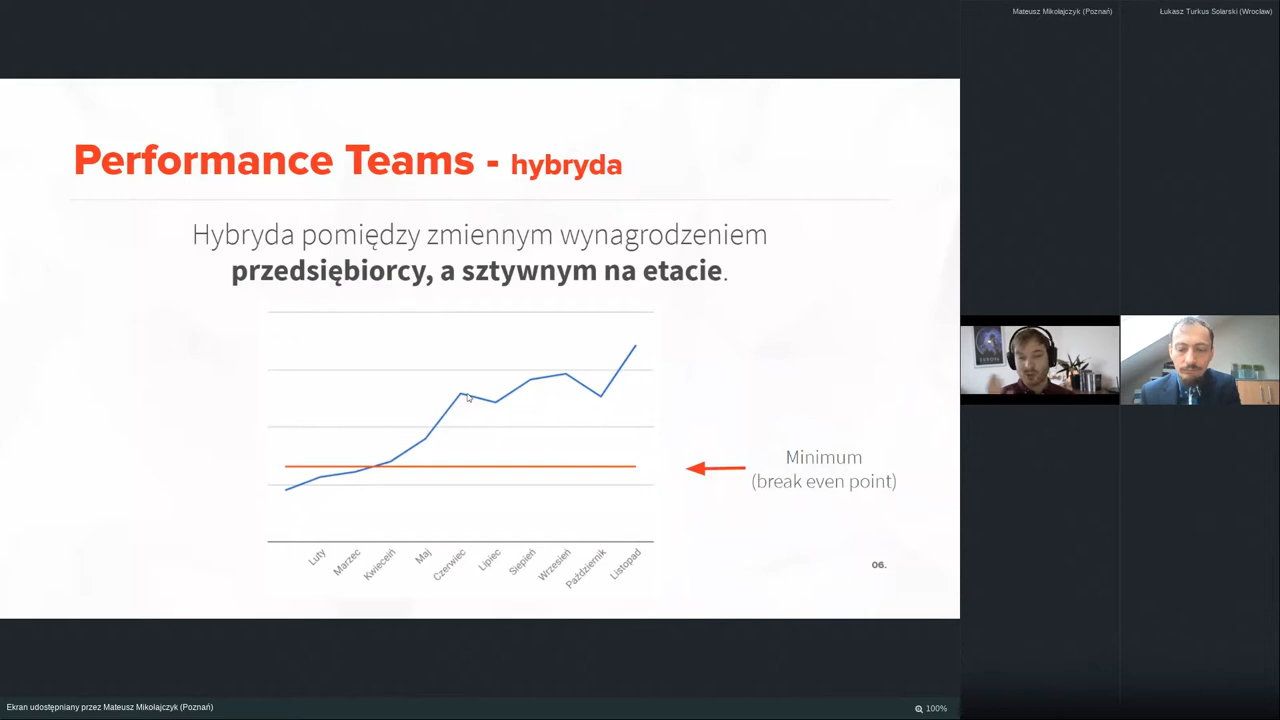 Mateusz Mikołajczyk (Poznań)
Łukasz Turkus Solarski (Wrocław)
Performance Teams - hybryda
Hybryda pomiędzy zmiennym wynagrodzeniem
przedsiębiorcy, a sztywnym na etacie.
Minimum
(break even point)
Luty
Marzec
Kwiecień
Maj
Czerwiec
Lipiec
Sierpień
Wrzesień
Październik
Listopad
06.
Ekran udostępniany przez Mateusz Mikołajczyk (Poznań)
100%